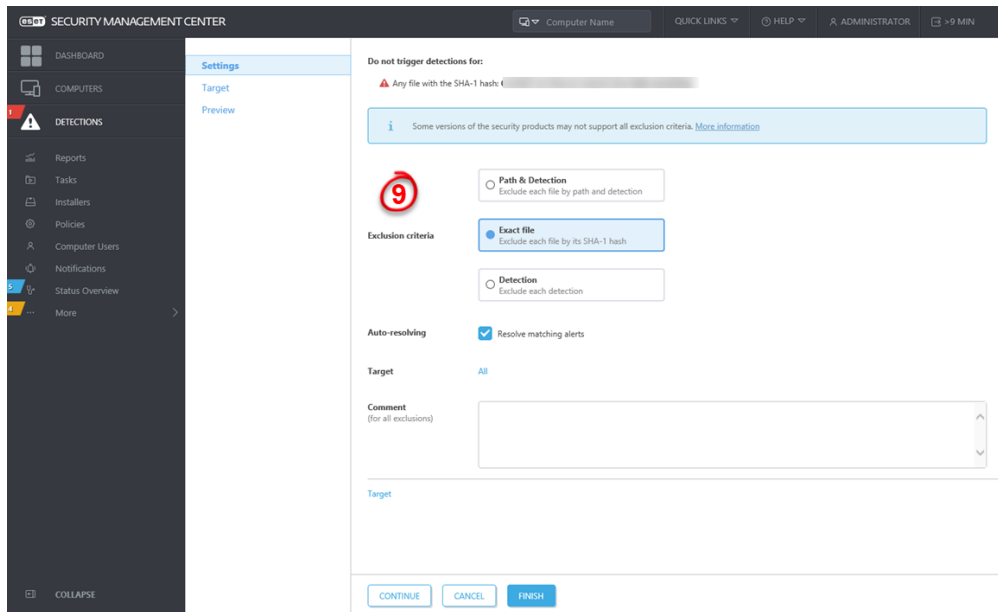 eset SECURITY MANAGEMENT CENTER
Computer Name
QUICK LINKS
HELP
ADMINISTRATOR
>9 MIN
DASHBOARD
COMPUTERS
1
DETECTIONS
Reports
Tasks
Installers
Policies
Computer Users
Notifications
5
Status Overview
4
More
COLLAPSE
Settings
Target
Preview
Do not trigger detections for:
Any file with the SHA-1 hash:
Some versions of the security products may not support all exclusion criteria. More information
9
Exclusion criteria
Path & Detection
Exclude each file by path and detection
Exact file
Exclude each file by its SHA-1 hash
Detection
Exclude each detection
Auto-resolving
Resolve matching alerts
Target
All
Comment
(for all exclusions)
Target
CONTINUE
CANCEL
FINISH